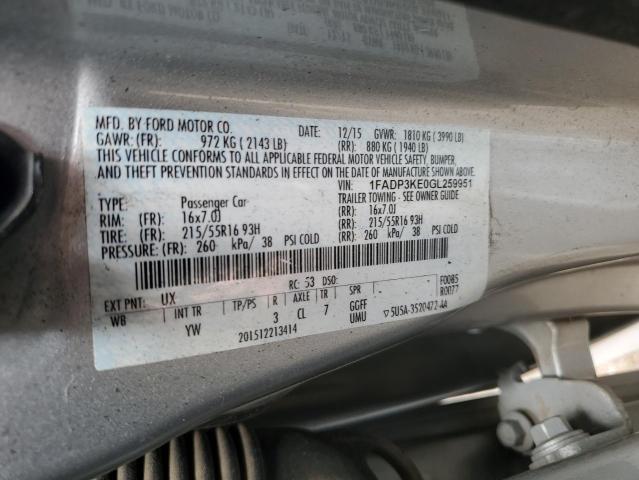 MFD. BY FORD MOTOR CO. DATE: 12/15 GVWR: 1810 KG ( 3990 LB)
GAWR: (FR): 972 KG ( 2143 LB) (RR): 880 KG ( 1940 LB)
THIS VEHICLE CONFORMS TO ALL APPLICABLE FEDERAL MOTOR VEHICLE SAFETY, BUMPER,
AND THEFT PREVENTION STANDARDS IN EFFECT ON THE DATE OF MANUFACTURE SHOWN ABOVE.
VIN: 1FADP3KE0GL259951
TYPE: Passenger Car TRAILER TOWING - SEE OWNER GUIDE
RIM: (FR) : 16x7.0J (RR): 16x7.0J
TIRE: (FR) : 215/55R16 93H (RR): 215/55R16 93H
PRESSURE: (FR): 260 kPa/ 38 PSI COLD (RR): 260 kPa/ 38 PSI COLD
EXT PNT: UX RC: 53 DSO: F0085
R0077
WB INT TR TP/PS R AXLE TR SPR
YW 3 CL 7 GGFF
UMU
201512213414 5U5A-3520472-AA